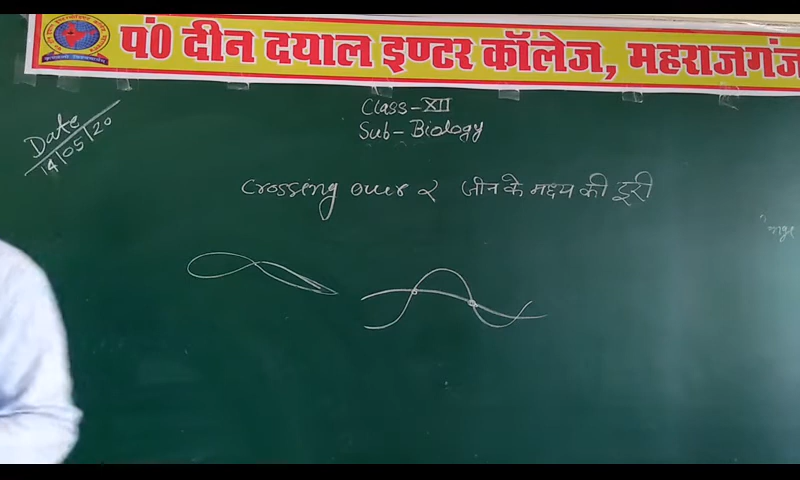 पं0 दीन दयाल इण्टर कॉलेज, महराजगंज
Date
14/05/20
Class-XII
Sub-Biology
Crossing over ∝ जीन के मध्य की दूरी